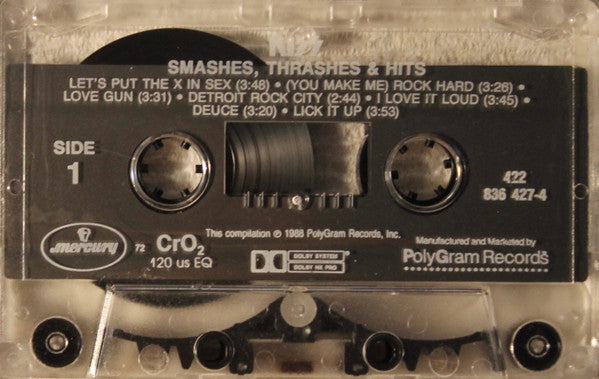 KISS
SMASHES, THRASHES & HITS
LET'S PUT THE X IN SEX (3:48) • (YOU MAKE ME) ROCK HARD (3:26) •
LOVE GUN (3:31) • DETROIT ROCK CITY (2:44) • I LOVE IT LOUD (3:45) •
DEUCE (3:20) • LICK IT UP (3:53)
SIDE
1
422
836 427-4
This compilation ℗ 1988 PolyGram Records, Inc.
mercury
72
CrO2
120 us EQ
DOLBY SYSTEM
DOLBY HX PRO
Manufactured and Marketed by
PolyGram Records